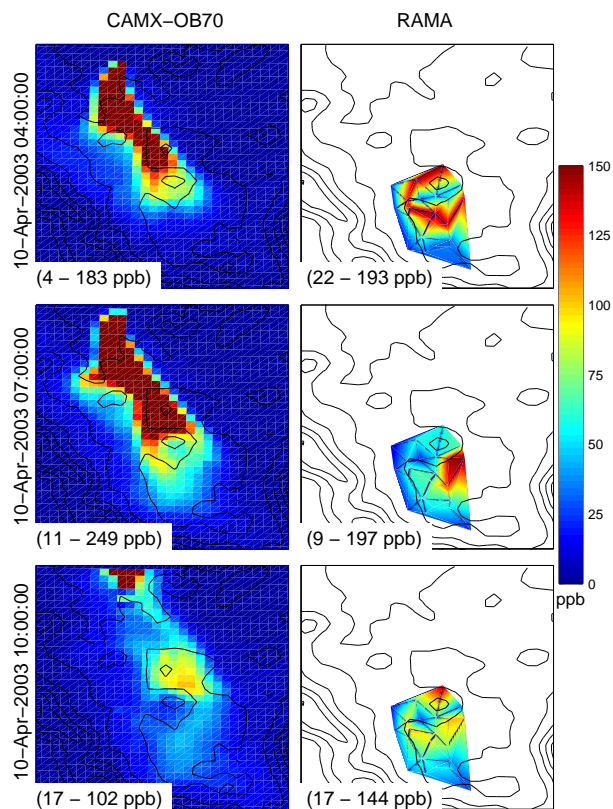 CAMX−OB70
RAMA
10−Apr−2003 04:00:00
(4 − 183 ppb)
(22 − 193 ppb)
10−Apr−2003 07:00:00
(11 − 249 ppb)
(9 − 197 ppb)
10−Apr−2003 10:00:00
(17 − 102 ppb)
(17 − 144 ppb)
150
100
75
50
25
0
ppb